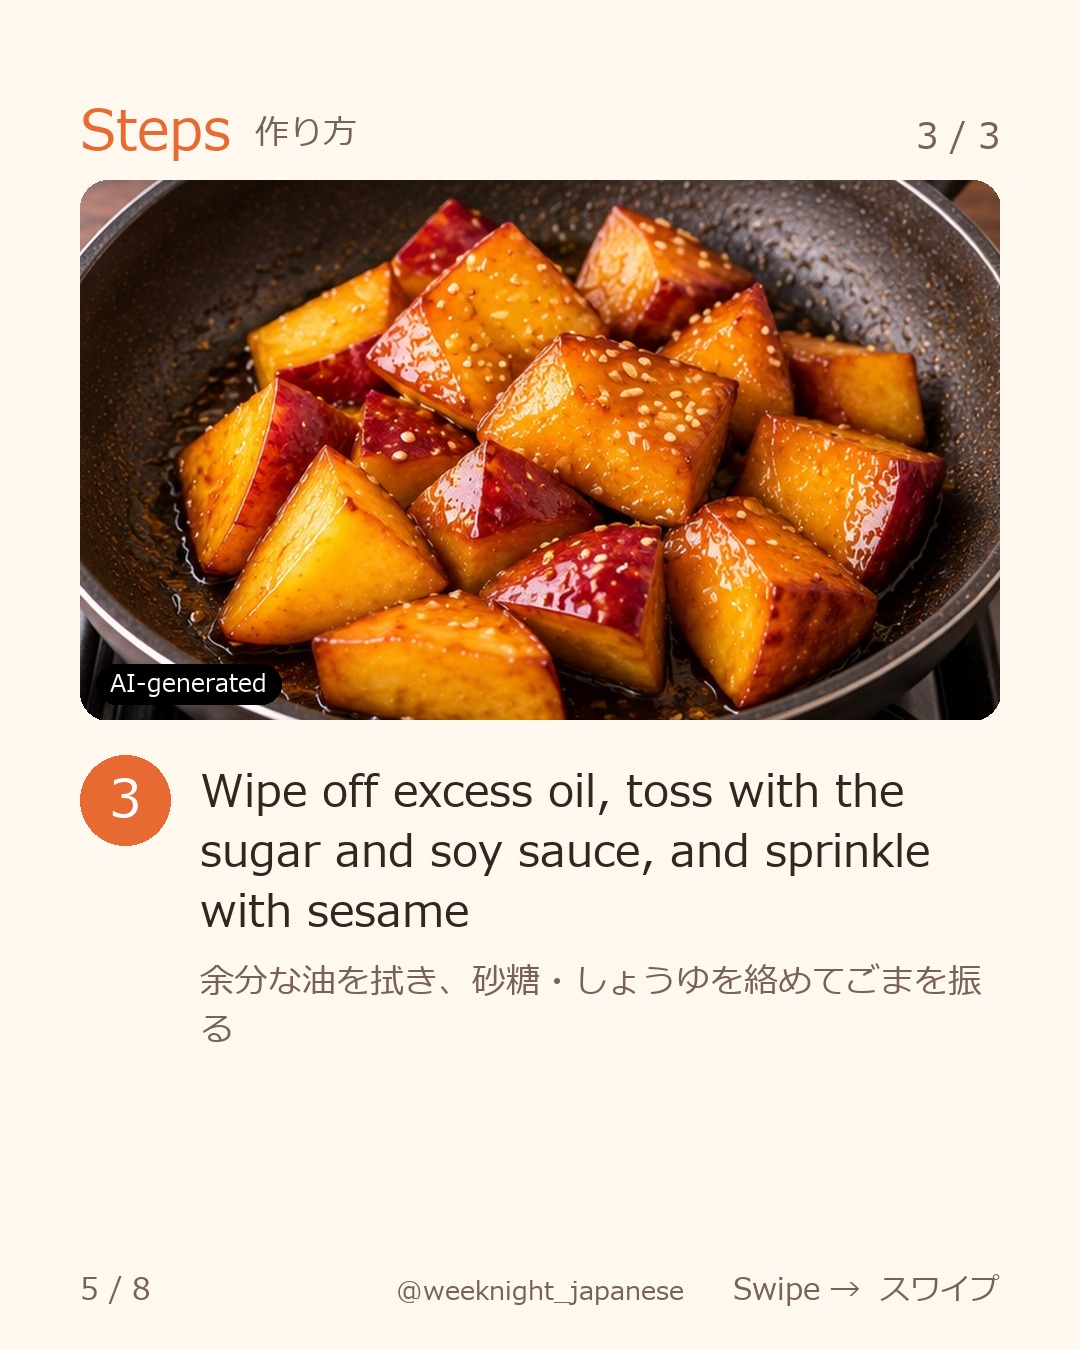 Steps 作り方
3 / 3
AI-generated
3
Wipe off excess oil, toss with the
sugar and soy sauce, and sprinkle
with sesame
余分な油を拭き、砂糖・しょうゆを絡めてごまを振
る
5 / 8
@weeknight_japanese
Swipe → スワイプ